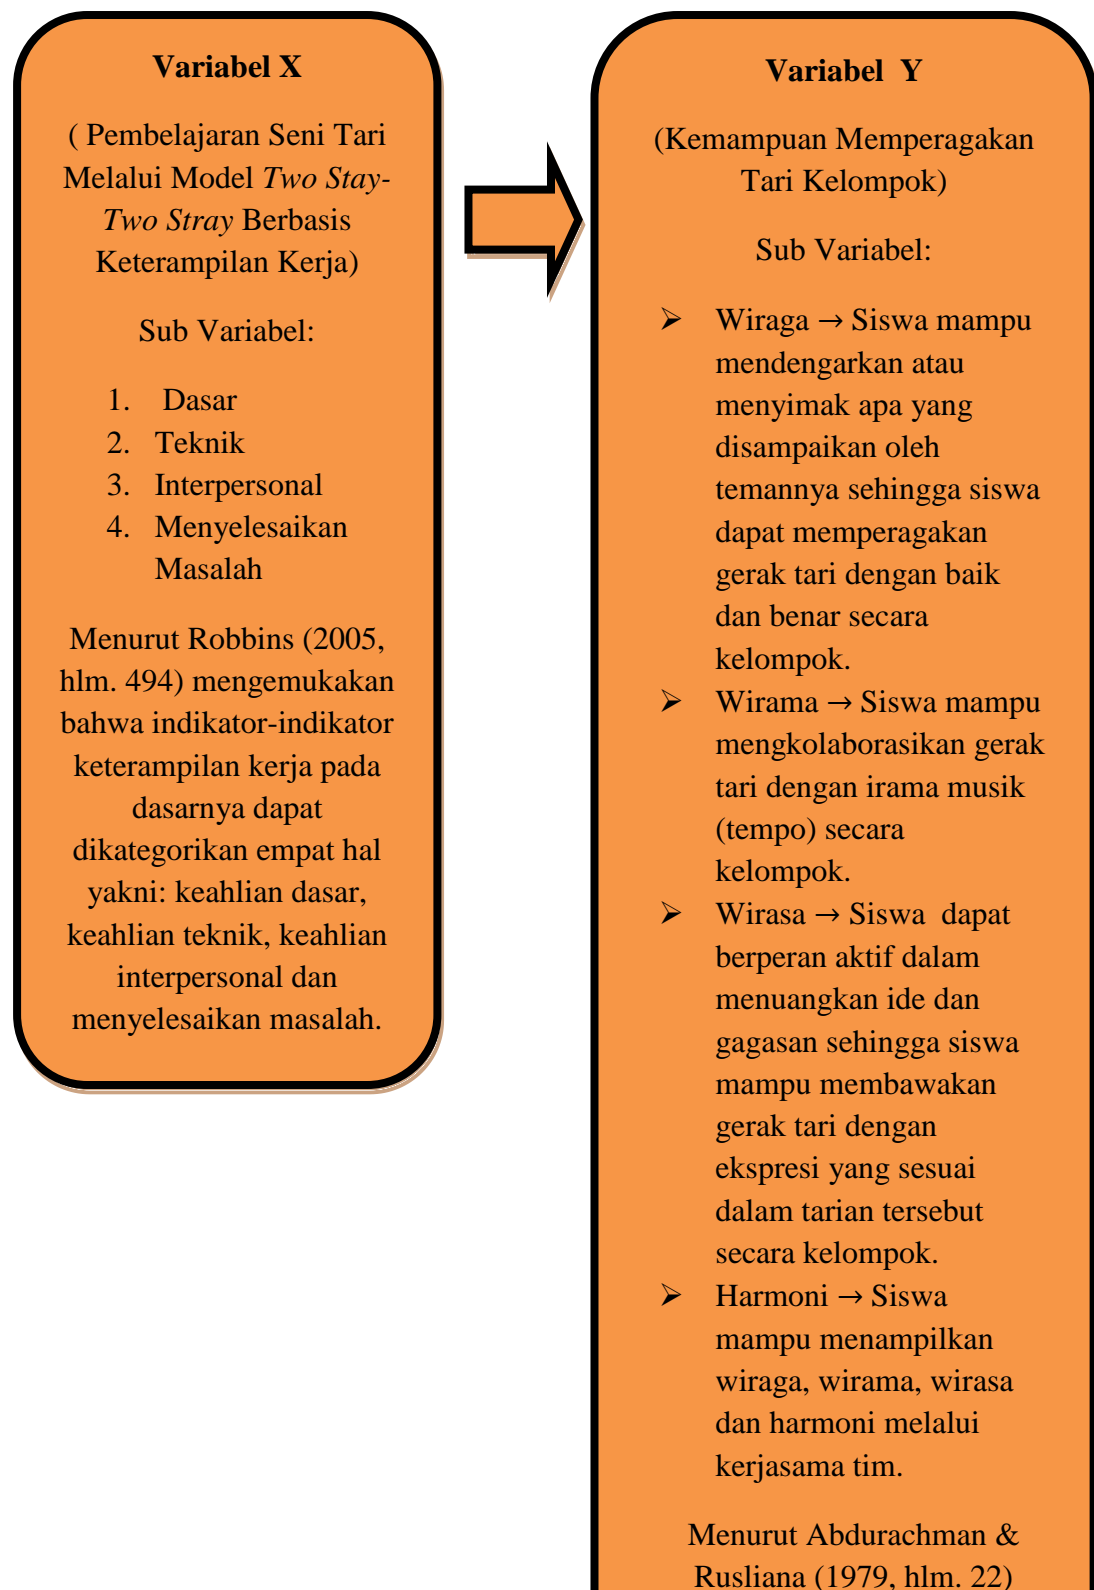 Variabel X
( Pembelajaran Seni Tari
Melalui Model Two Stay-
Two Stray Berbasis
Keterampilan Kerja)
Sub Variabel:
1. Dasar
2. Teknik
3. Interpersonal
4. Menyelesaikan
Masalah
Menurut Robbins (2005,
hlm. 494) mengemukakan
bahwa indikator-indikator
keterampilan kerja pada
dasarnya dapat
dikategorikan empat hal
yakni: keahlian dasar,
keahlian teknik, keahlian
interpersonal dan
menyelesaikan masalah.
Variabel Y
(Kemampuan Memperagakan
Tari Kelompok)
Sub Variabel:
➢ Wiraga → Siswa mampu
mendengarkan atau
menyimak apa yang
disampaikan oleh
temannya sehingga siswa
dapat memperagakan
gerak tari dengan baik
dan benar secara
kelompok.
➢ Wirama → Siswa mampu
mengkolaborasikan gerak
tari dengan irama musik
(tempo) secara
kelompok.
➢ Wirasa → Siswa dapat
berperan aktif dalam
menuangkan ide dan
gagasan sehingga siswa
mampu membawakan
gerak tari dengan
ekspresi yang sesuai
dalam tarian tersebut
secara kelompok.
➢ Harmoni → Siswa
mampu menampilkan
wiraga, wirama, wirasa
dan harmoni melalui
kerjasama tim.
Menurut Abdurachman &
Rusliana (1979, hlm. 22)